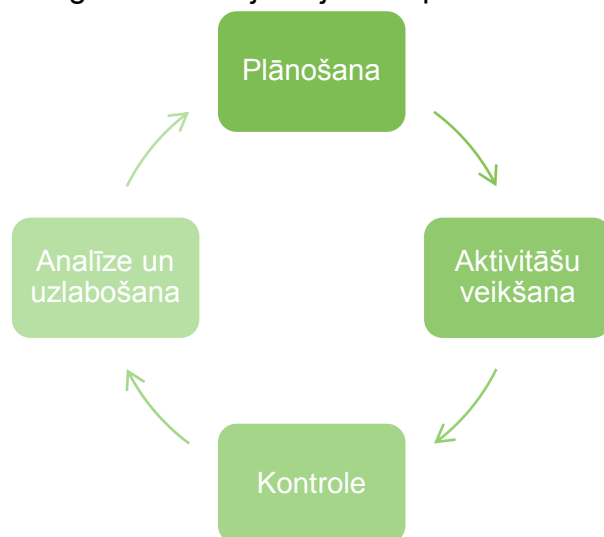 Plānošana
Aktivitāšu
veikšana
Kontrole
Analīze un
uzlabošana